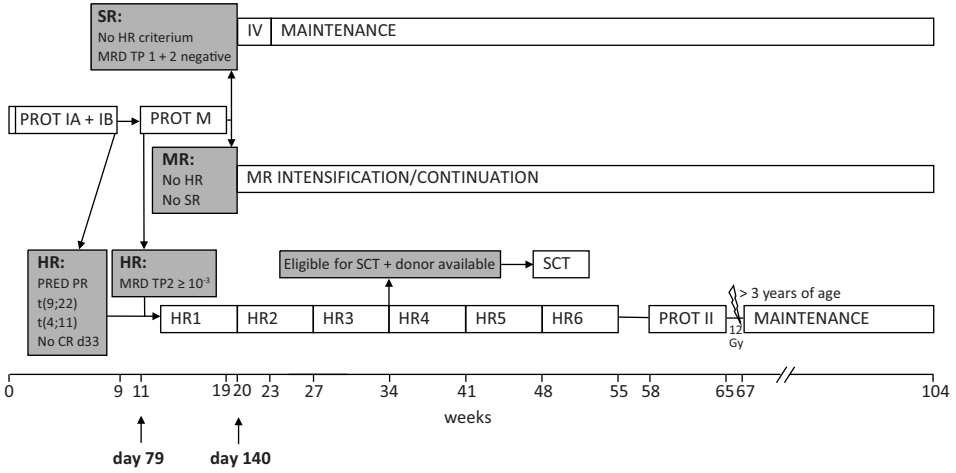 SR:
No HR criterium
MRD TP 1 + 2 negative
IV
MAINTENANCE
PROT IA + IB
PROT M
MR:
No HR
No SR
MR INTENSIFICATION/CONTINUATION
HR:
PRED PR
t(9;22)
t(4;11)
No CR d33
HR:
MRD TP2 ≥ 10⁻³
Eligible for SCT + donor available
SCT
HR1
HR2
HR3
HR4
HR5
HR6
PROT II
> 3 years of age
12
Gy
MAINTENANCE
0 9 11 19 20 23 27 34 41 48 55 58 65 67 104
weeks
day 79
day 140